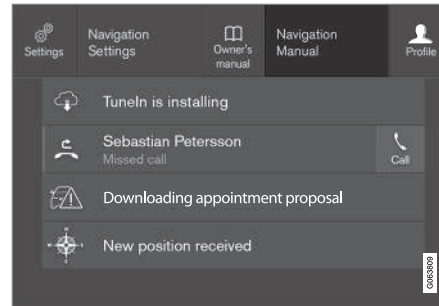 Settings
Navigation
Settings
Owner's
manual
Navigation
Manual
Profile
TuneIn is installing
Sebastian Petersson
Missed call
Call
Downloading appointment proposal
New position received
G063809